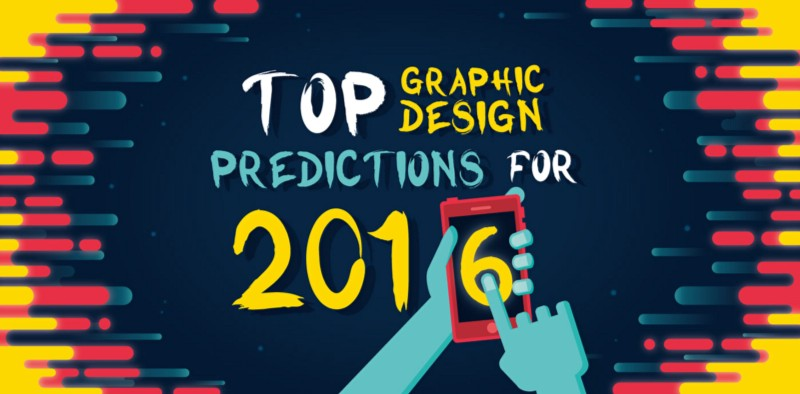 TOP GRAPHIC
DESIGN
PREDICTIONS FOR
2016